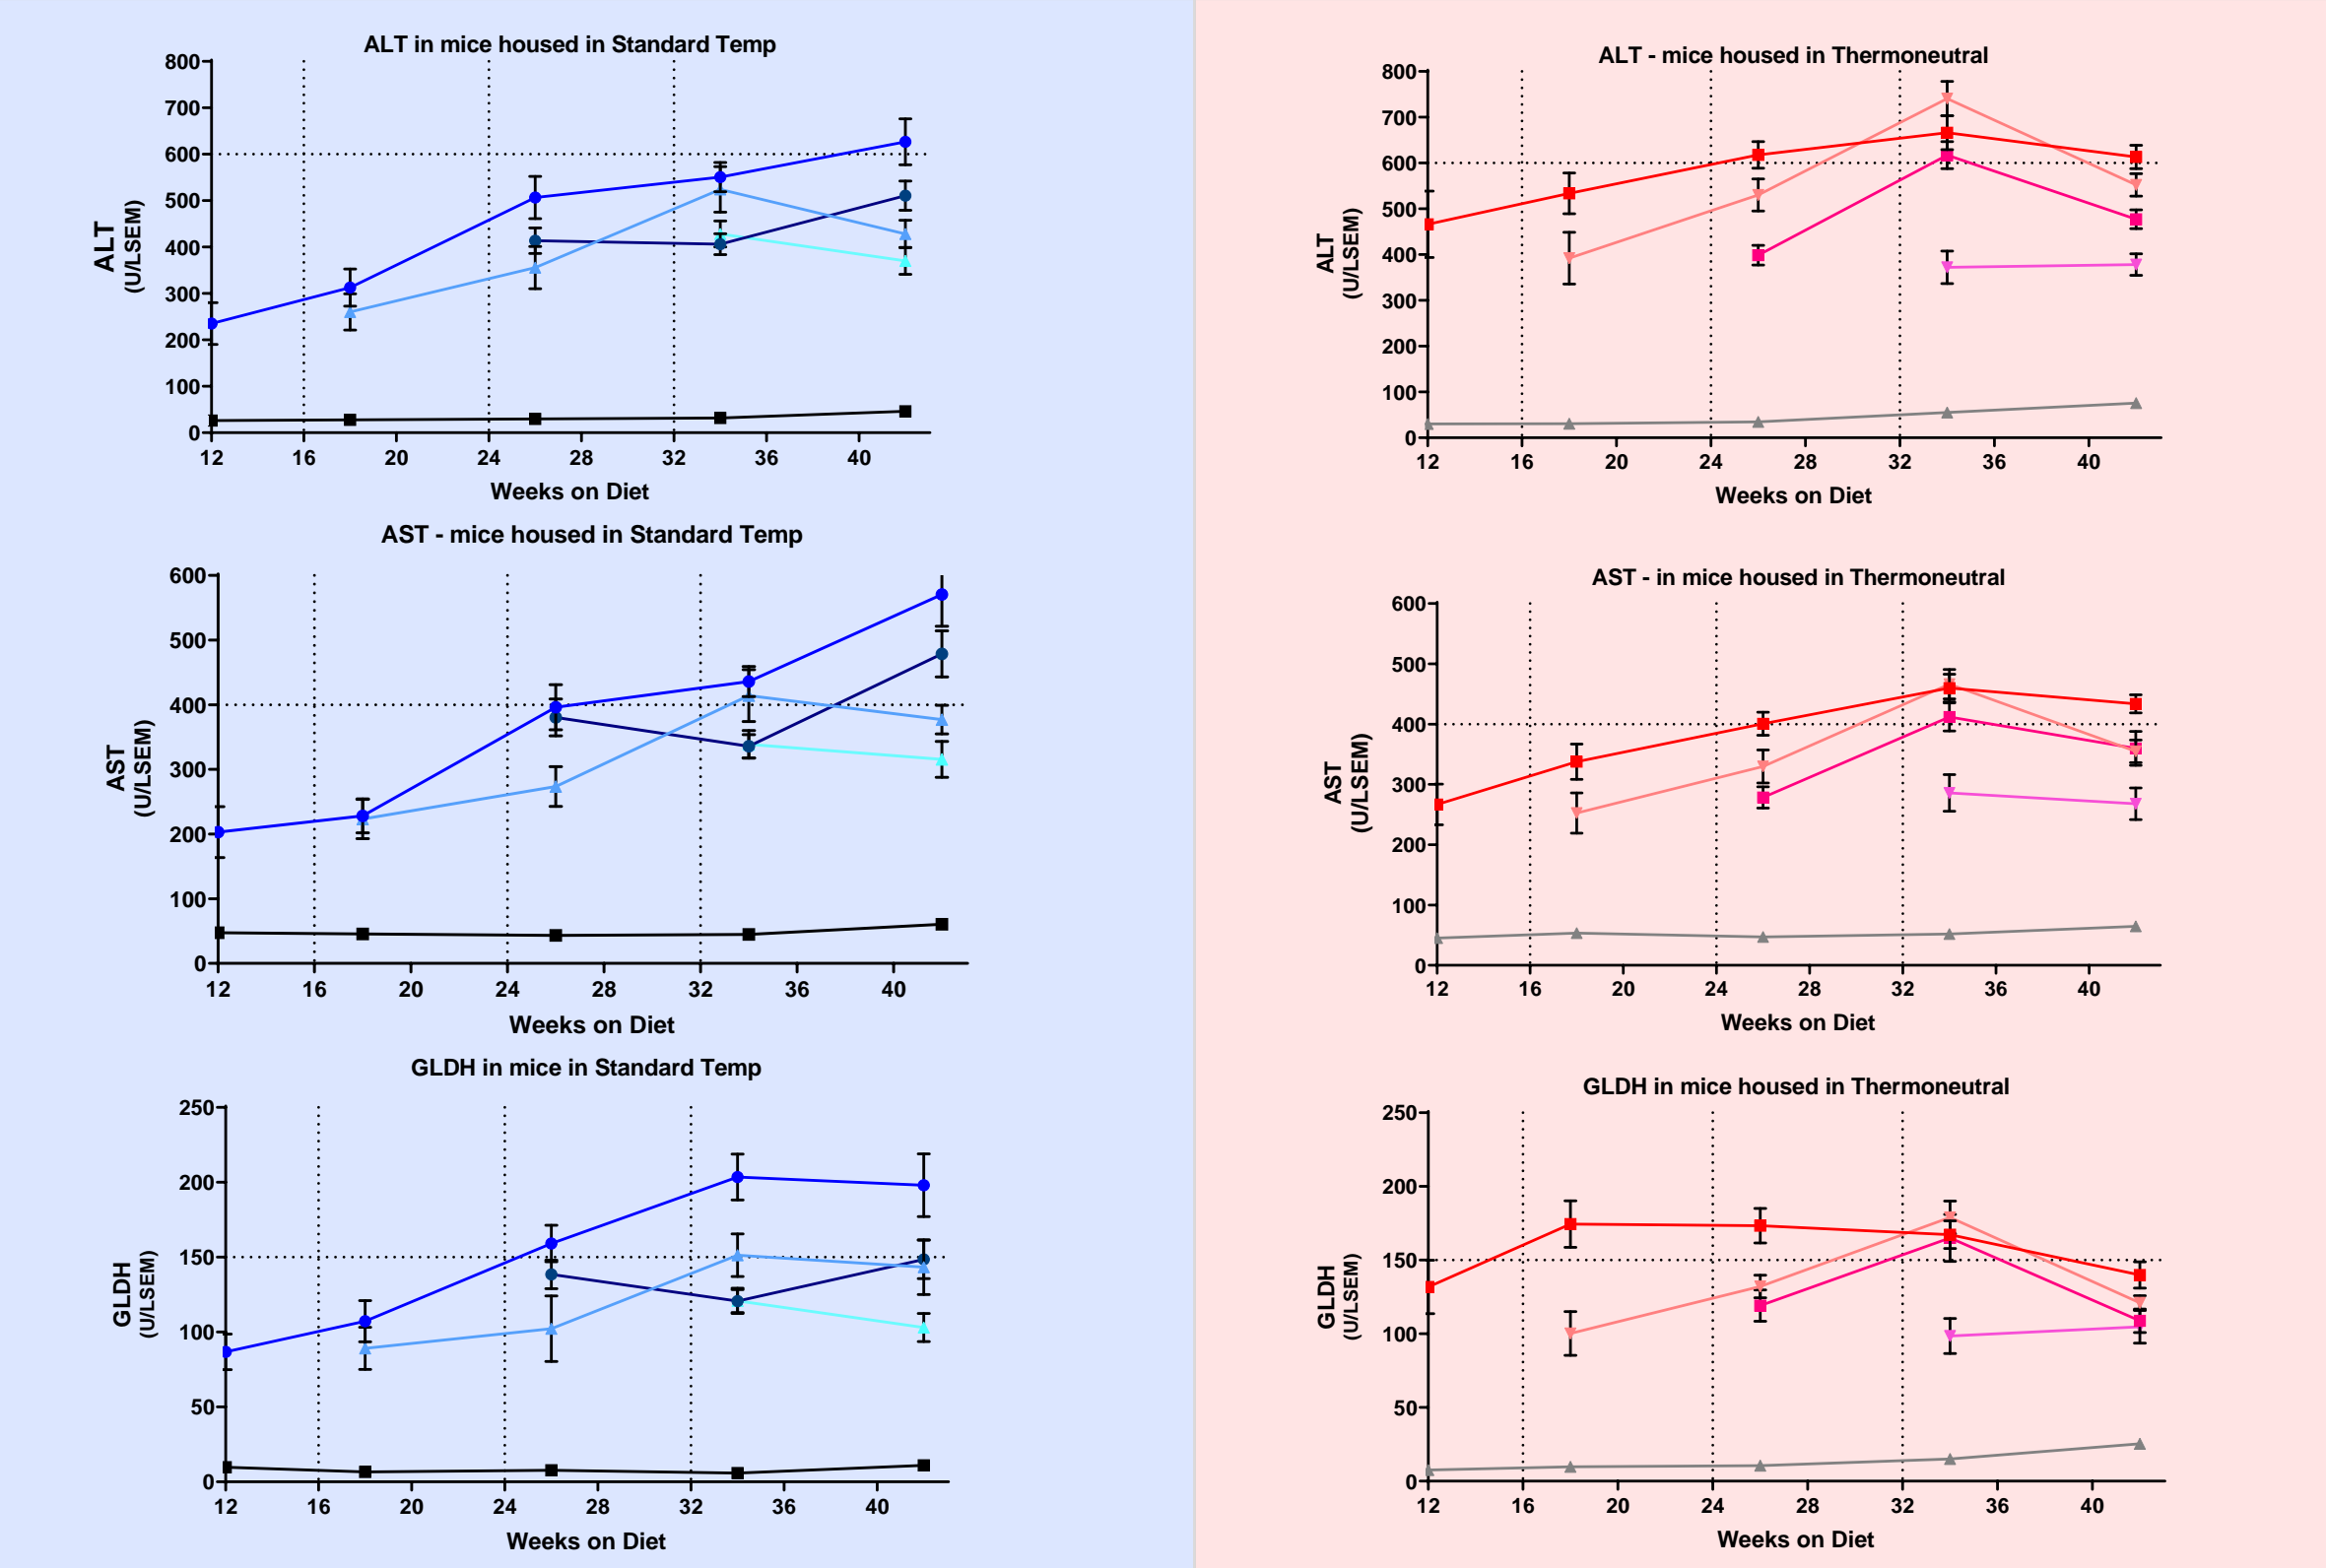 ALT in mice housed in Standard Temp
800
700
600
500
400
300
200
100
0
ALT
(U/LSEM)
12 16 20 24 28 32 36 40
Weeks on Diet
AST - mice housed in Standard Temp
600
500
400
300
200
100
0
AST
(U/LSEM)
12 16 20 24 28 32 36 40
Weeks on Diet
GLDH in mice in Standard Temp
250
200
150
100
50
0
GLDH
(U/LSEM)
12 16 20 24 28 32 36 40
Weeks on Diet
ALT - mice housed in Thermoneutral
800
700
600
500
400
300
200
100
0
ALT
(U/LSEM)
12 16 20 24 28 32 36 40
Weeks on Diet
AST - in mice housed in Thermoneutral
600
500
400
300
200
100
0
AST
(U/LSEM)
12 16 20 24 28 32 36 40
Weeks on Diet
GLDH in mice housed in Thermoneutral
250
200
150
100
50
0
GLDH
(U/LSEM)
12 16 20 24 28 32 36 40
Weeks on Diet